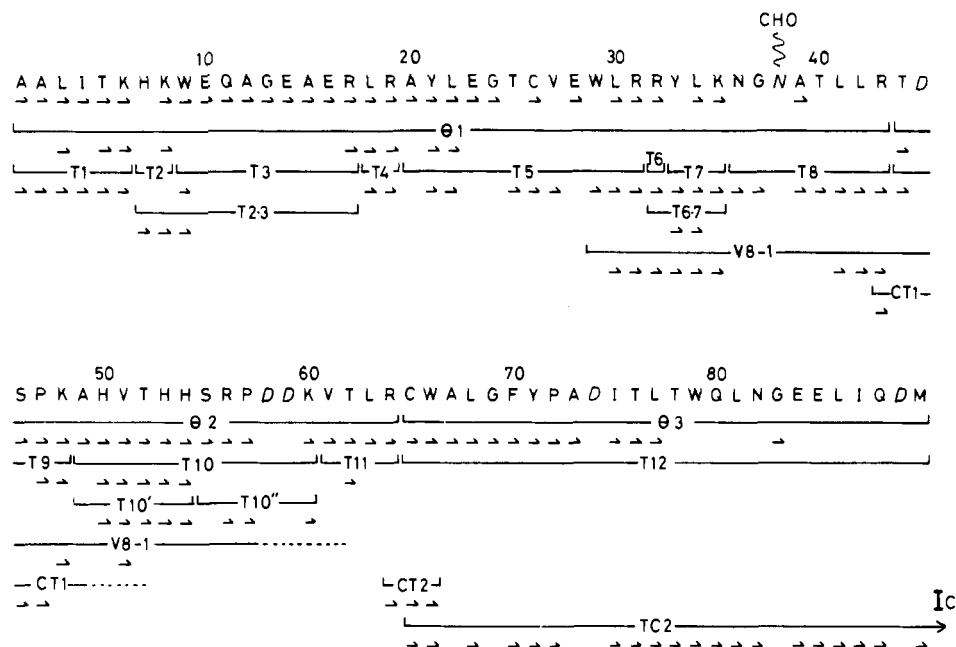 CHO
10 20 30 40
A A L I T K H K W E Q A G E A E R L R A Y L E G T C V E W L R R Y L K N G N A T L L R T D
Θ1
T1 T2 T3 T4 T5 T6 T7 T8
T2·3 T6·7
V8-1
CT1
50 60 70 80
S P K A H V T H H S R P D D K V T L R C W A L G F Y P A D I T L T W Q L N G E E L I Q D M
Θ2 Θ3
T9 T10 T11 T12
T10' T10''
V8-1
CT1 CT2
IC
TC2